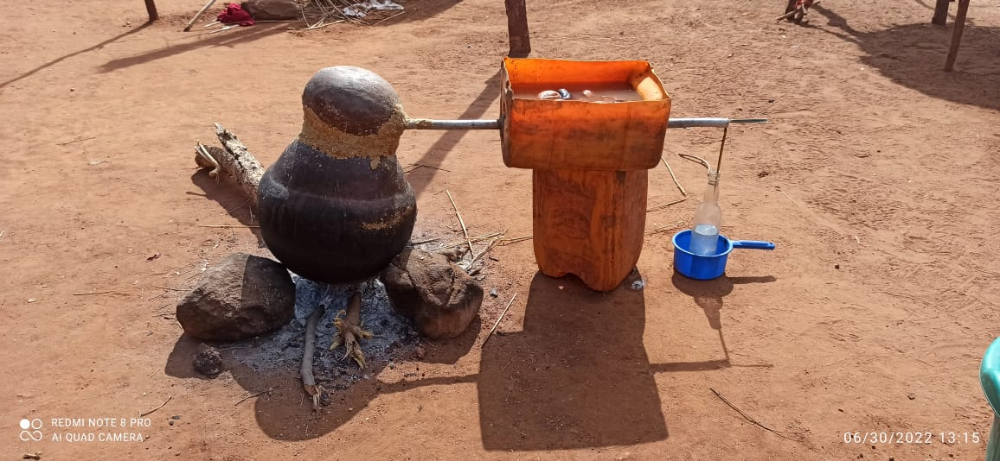 REDMI NOTE 8 PRO
AI QUAD CAMERA
06/30/2022 13:15